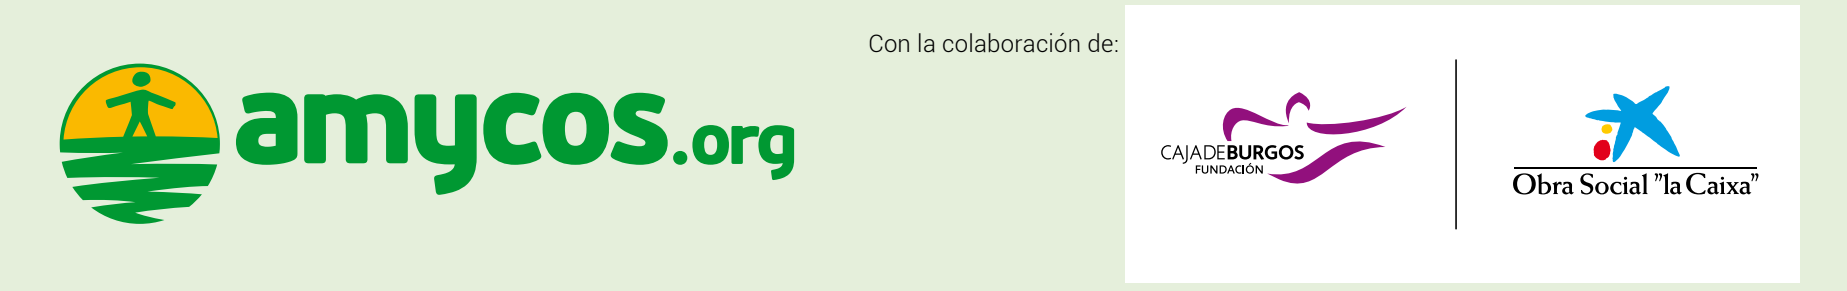 Con la colaboración de:
amycos.org
CAJADEBURGOS
FUNDACIÓN
Obra Social "la Caixa"